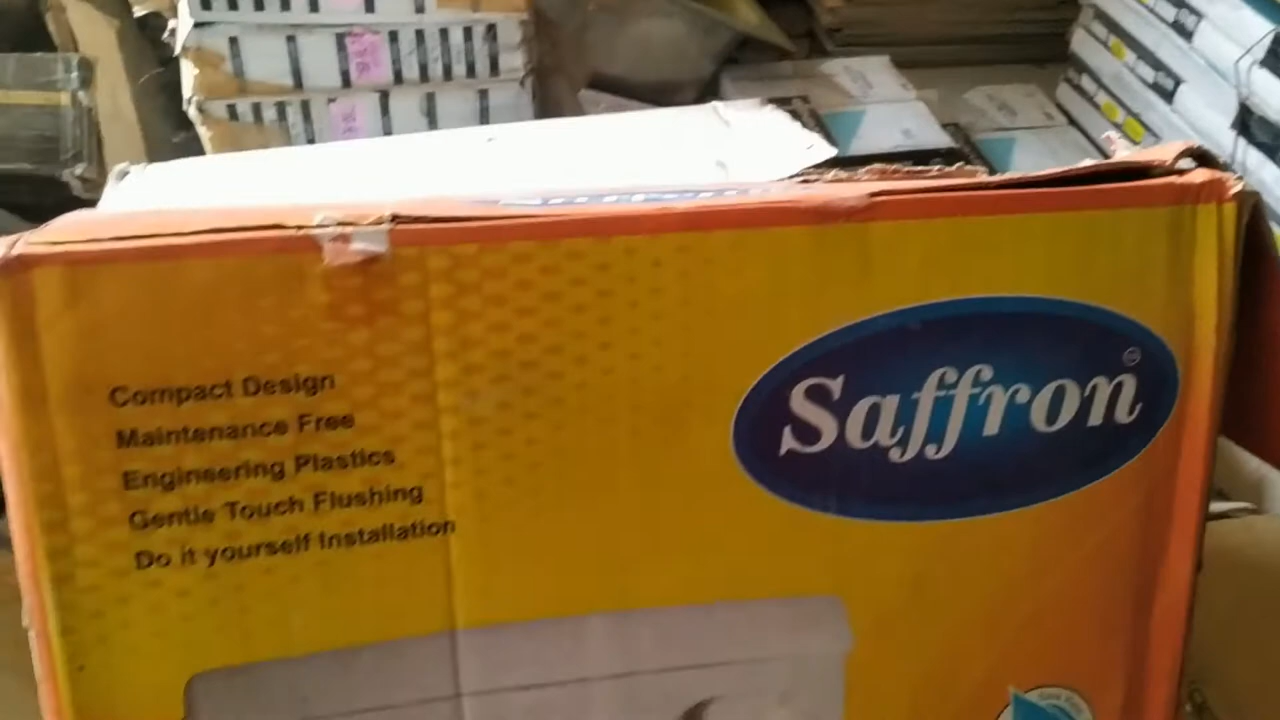 Compact Design
Maintenance Free
Engineering Plastics
Gentle Touch Flushing
Do it yourself Installation
Saffron